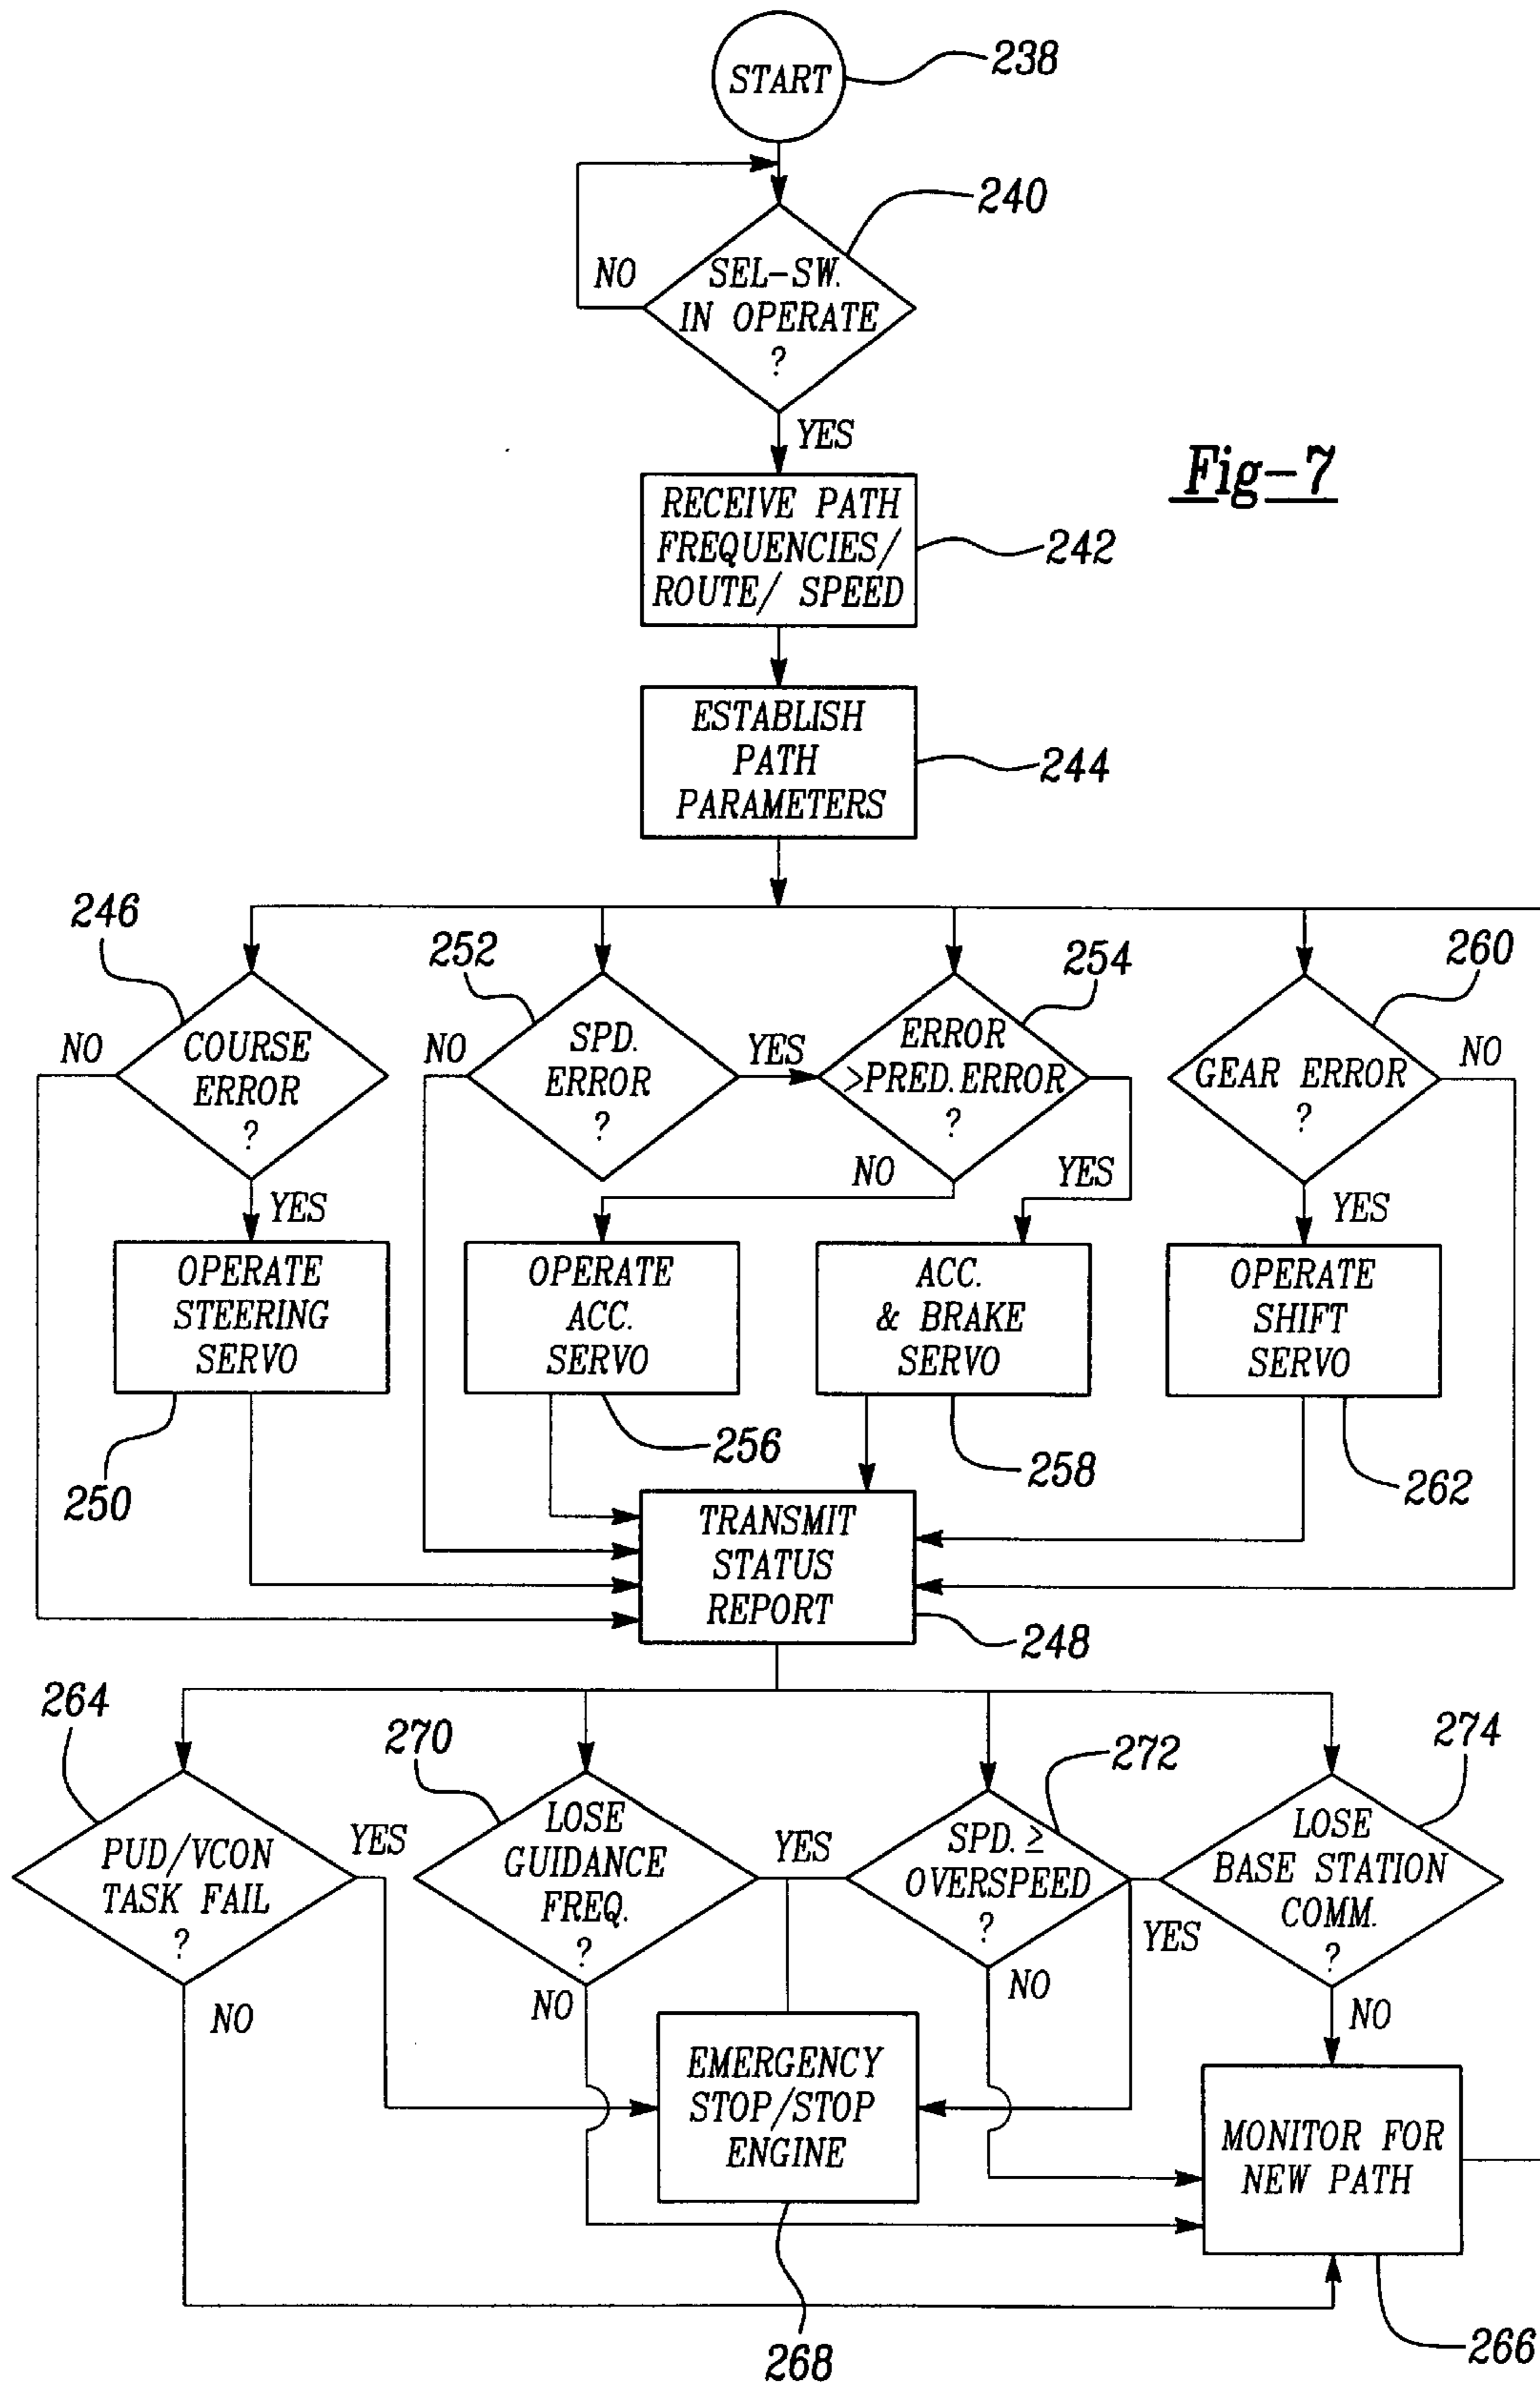 START
238
240
NO
SEL-SW.
IN OPERATE
?
YES
Fig-7
RECEIVE PATH
FREQUENCIES/
ROUTE/ SPEED
242
ESTABLISH
PATH
PARAMETERS
244
246
252
254
260
NO
COURSE
ERROR
?
NO
SPD.
ERROR
?
YES
ERROR
>PRED. ERROR
?
GEAR ERROR
?
NO
YES
NO
YES
YES
OPERATE
STEERING
SERVO
OPERATE
ACC.
SERVO
ACC.
& BRAKE
SERVO
OPERATE
SHIFT
SERVO
250
256
258
262
TRANSMIT
STATUS
REPORT
248
264
270
272
274
PUD/VCON
TASK FAIL
?
YES
LOSE
GUIDANCE
FREQ.
?
YES
SPD. ≥
OVERSPEED
?
YES
LOSE
BASE STATION
COMM.
?
NO
NO
NO
NO
EMERGENCY
STOP/STOP
ENGINE
MONITOR FOR
NEW PATH
268
266